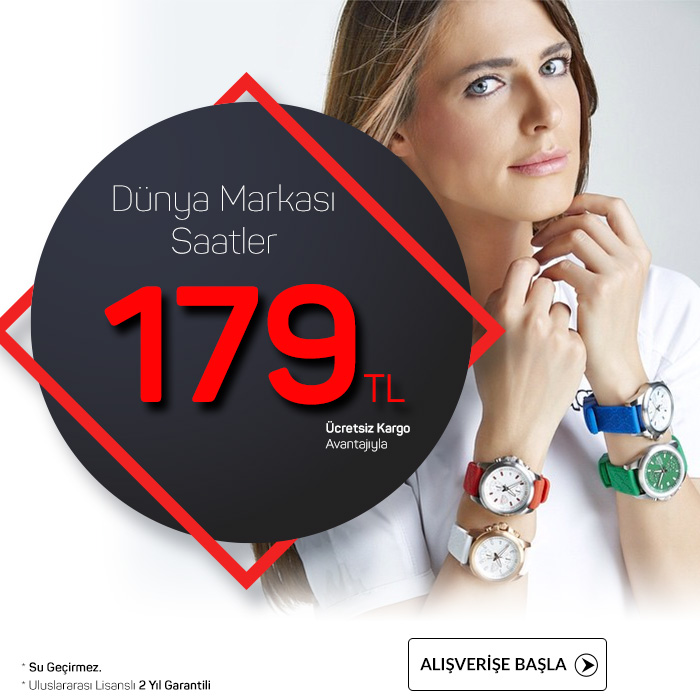 Dünya Markası
Saatler
179 TL
Ücretsiz Kargo
Avantajıyla
* Su Geçirmez.
* Uluslararası Lisanslı 2 Yıl Garantili
ALIŞVERİŞE BAŞLA